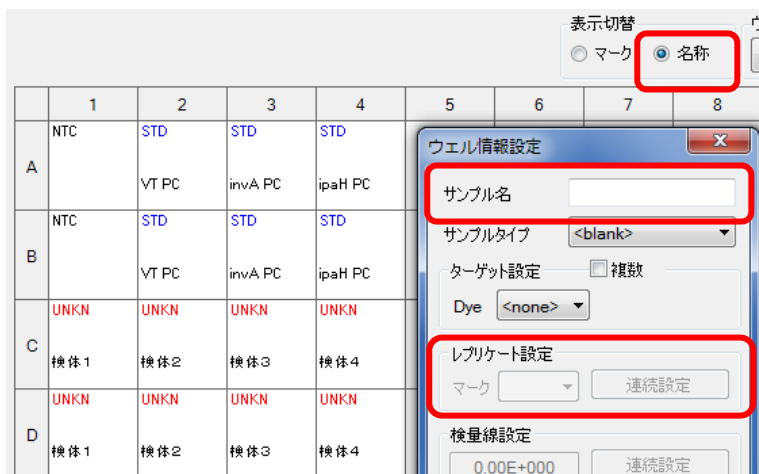 表示切替
マーク 名称
1 2 3 4 5 6 7 8
A
NTC STD STD STD
VT PC invA PC ipaH PC
B
NTC STD STD STD
VT PC invA PC ipaH PC
C
UNKN UNKN UNKN UNKN
検体1 検体2 検体3 検体4
D
UNKN UNKN UNKN UNKN
検体1 検体2 検体3 検体4
ウェル情報設定
サンプル名
サンプルタイプ <blank>
ターゲット設定 複数
Dye <none>
レプリケート設定
マーク 連続設定
検量線設定
0.00E+000 連続設定